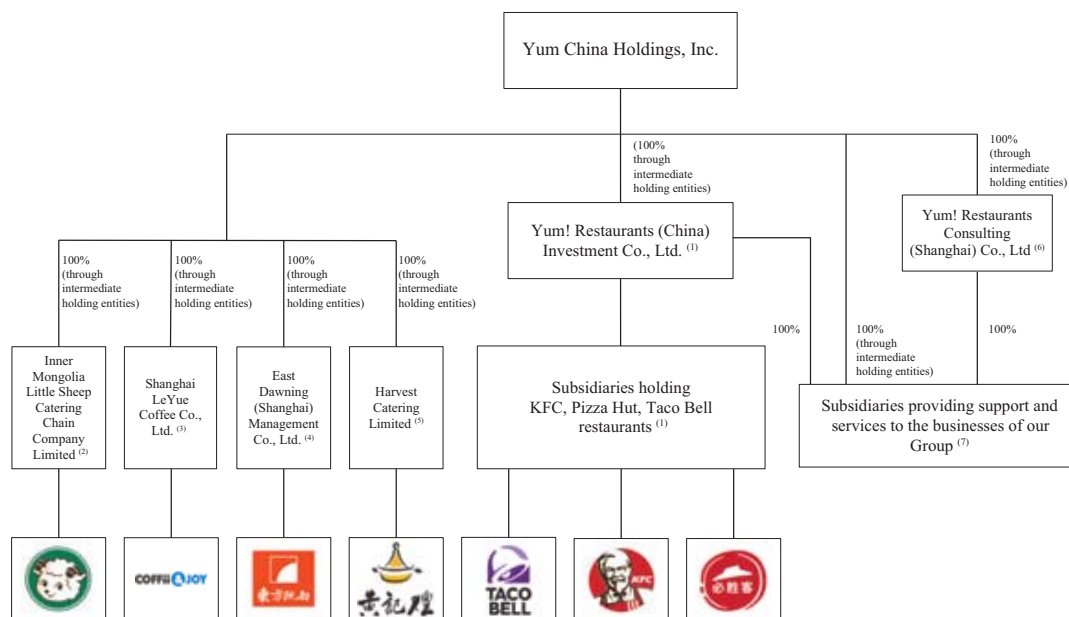 Yum China Holdings, Inc.
(100%
through
intermediate
holding entities)
100%
(through
intermediate
holding entities)
Yum! Restaurants (China)
Investment Co., Ltd. (1)
Yum! Restaurants
Consulting
(Shanghai) Co., Ltd (6)
100%
(through
intermediate
holding entities)
100%
(through
intermediate
holding entities)
100%
(through
intermediate
holding entities)
100%
(through
intermediate
holding entities)
100%
100%
(through
intermediate
holding entities)
100%
Inner
Mongolia
Little Sheep
Catering
Chain
Company
Limited (2)
Shanghai
LeYue
Coffee Co.,
Ltd. (3)
East
Dawning
(Shanghai)
Management
Co., Ltd. (4)
Harvest
Catering
Limited (5)
Subsidiaries holding
KFC, Pizza Hut, Taco Bell
restaurants (1)
Subsidiaries providing support and
services to the businesses of our
Group (7)
COFFii & JOY
東方既白
黄記煌
TACO
BELL
KFC
必胜客